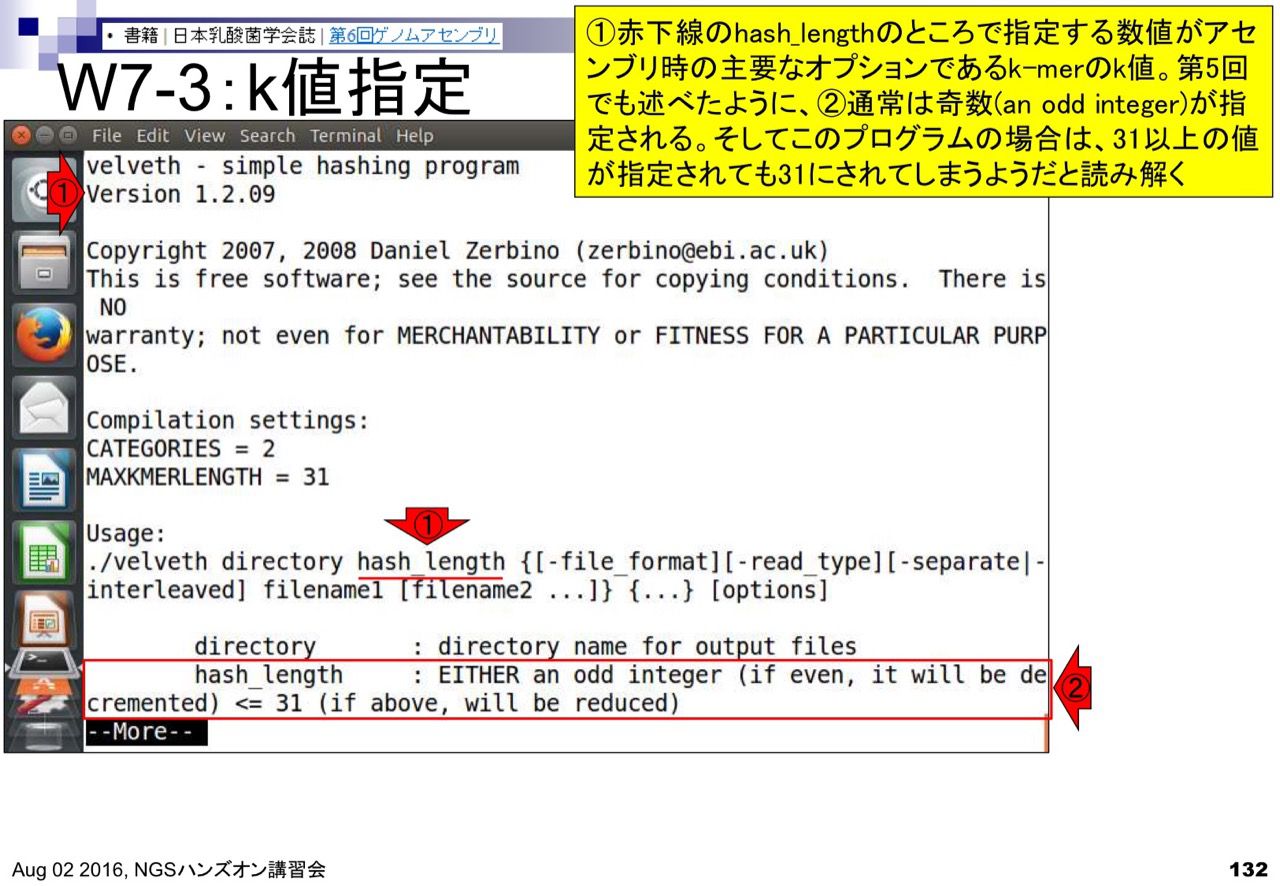 ・ 書籍 | 日本乳酸菌学会誌 | 第6回ゲノムアセンブリ
W7-3：k値指定
①赤下線のhash_lengthのところで指定する数値がアセ
ンブリ時の主要なオプションであるk-merのk値。第5回
でも述べたように、②通常は奇数(an odd integer)が指
定される。そしてこのプログラムの場合は、31以上の値
が指定されても31にされてしまうようだと読み解く
File Edit View Search Terminal Help
velveth - simple hashing program
①
Version 1.2.09
Copyright 2007, 2008 Daniel Zerbino (zerbino@ebi.ac.uk)
This is free software; see the source for copying conditions.  There is
 NO
warranty; not even for MERCHANTABILITY or FITNESS FOR A PARTICULAR PURP
OSE.
Compilation settings:
CATEGORIES = 2
MAXKMERLENGTH = 31
Usage:
①
./velveth directory hash_length {[-file_format][-read_type][-separate|-
interleaved] filename1 [filename2 ...]} {...} [options]
directory : directory name for output files
hash_length : EITHER an odd integer (if even, it will be de
cremented) <= 31 (if above, will be reduced)
②
--More--
Aug 02 2016, NGSハンズオン講習会
132